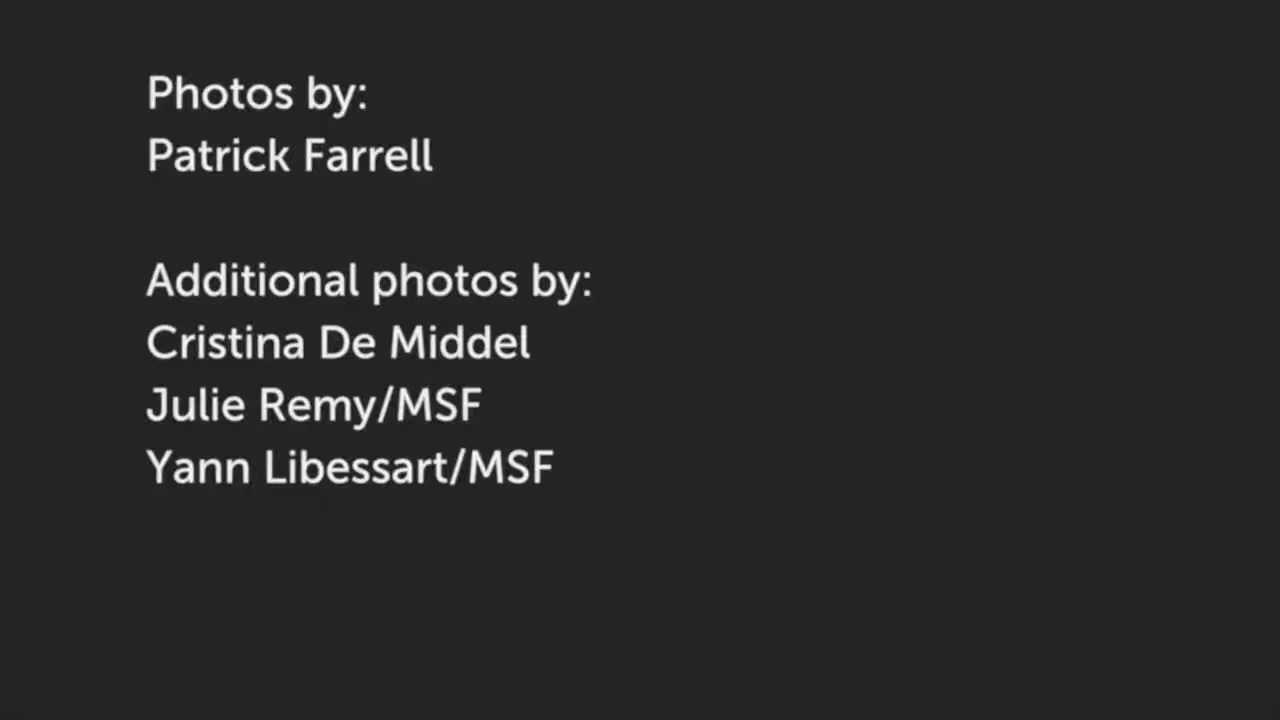 Photos by:
Patrick Farrell
Additional photos by:
Cristina De Middel
Julie Remy/MSF
Yann Libessart/MSF